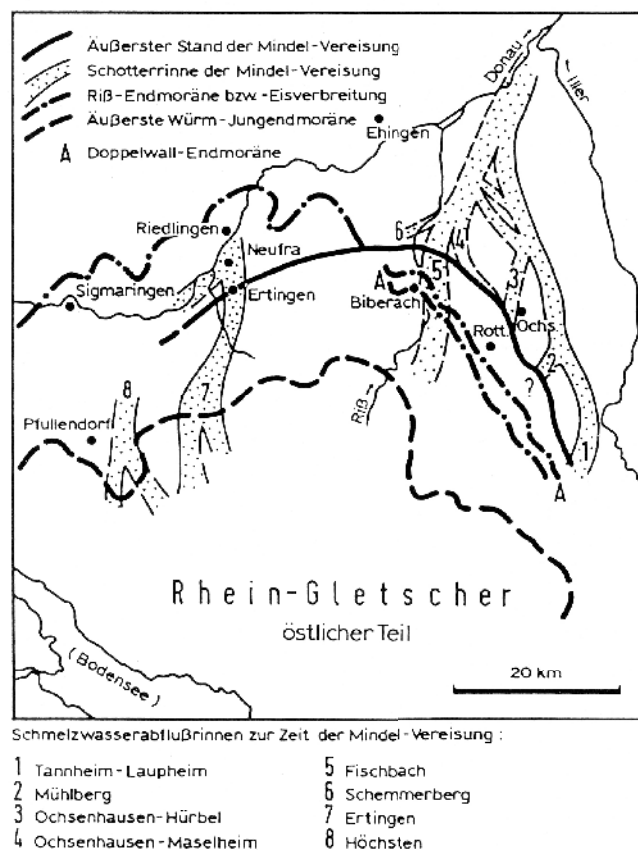 Äußerster Stand der Mindel-Vereisung
Schotterrinne der Mindel-Vereisung
Riß-Endmoräne bzw.-Eisverbreitung
Äußerste Würm-Jungendmoräne
A Doppelwall-Endmoräne
Donau
Iller
Ehingen
Riedlingen
Neufra
Sigmaringen
Ertingen
6
4
5
3
A
Biberach
Rott.
Ochs.
2
?
8
7
Riß
Pfullendorf
1
A
Rhein-Gletscher
östlicher Teil
(Bodensee)
20 km
Schmelzwasserabflußrinnen zur Zeit der Mindel-Vereisung :
1 Tannheim-Laupheim
2 Mühlberg
3 Ochsenhausen-Hürbel
4 Ochsenhausen-Maselheim
5 Fischbach
6 Schemmerberg
7 Ertingen
8 Höchsten